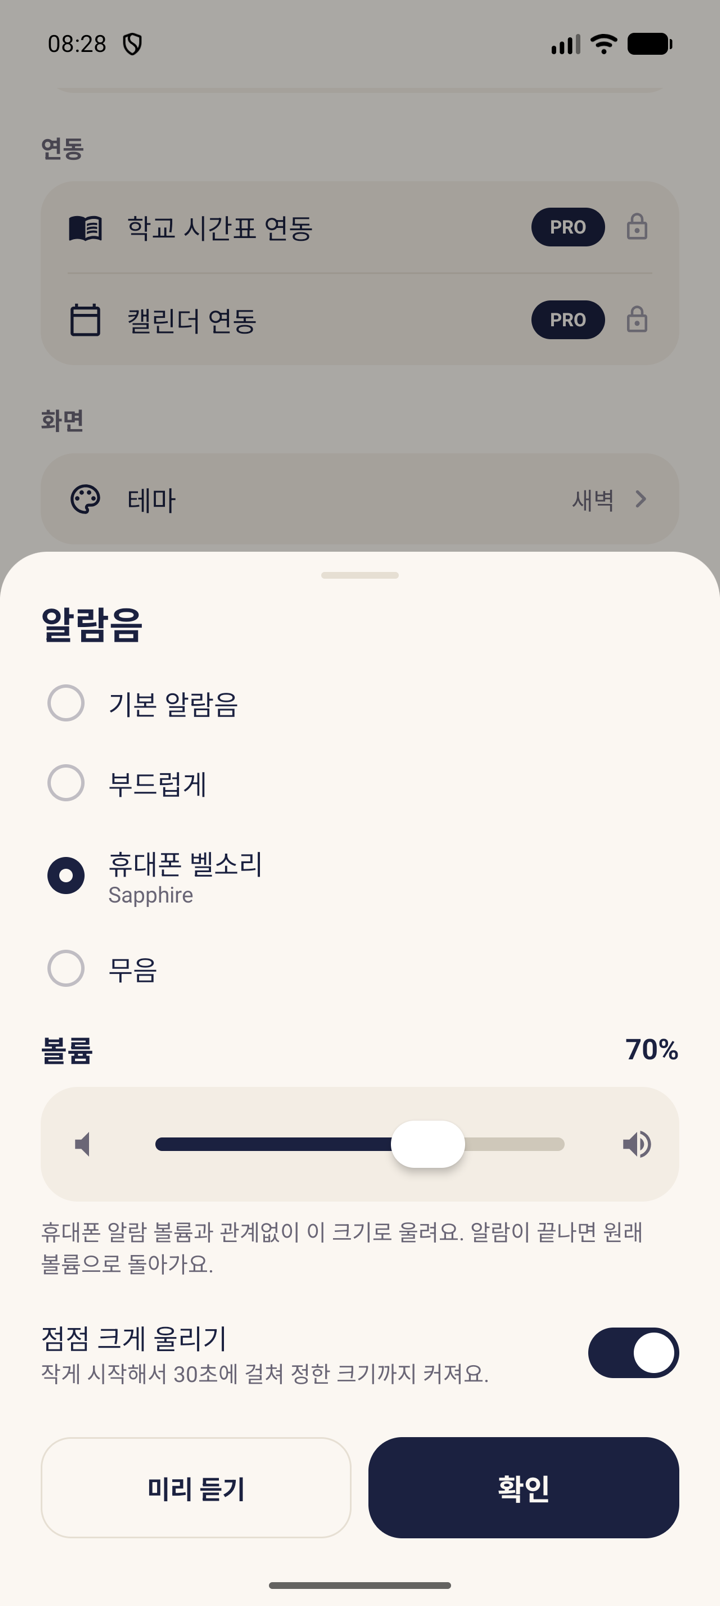 08:28
연동
학교 시간표 연동 PRO
캘린더 연동 PRO
화면
테마 새벽
알람음
기본 알람음
부드럽게
휴대폰 벨소리
Sapphire
무음
볼륨 70%
휴대폰 알람 볼륨과 관계없이 이 크기로 울려요. 알람이 끝나면 원래
볼륨으로 돌아가요.
점점 크게 울리기
작게 시작해서 30초에 걸쳐 정한 크기까지 커져요.
미리 듣기 확인